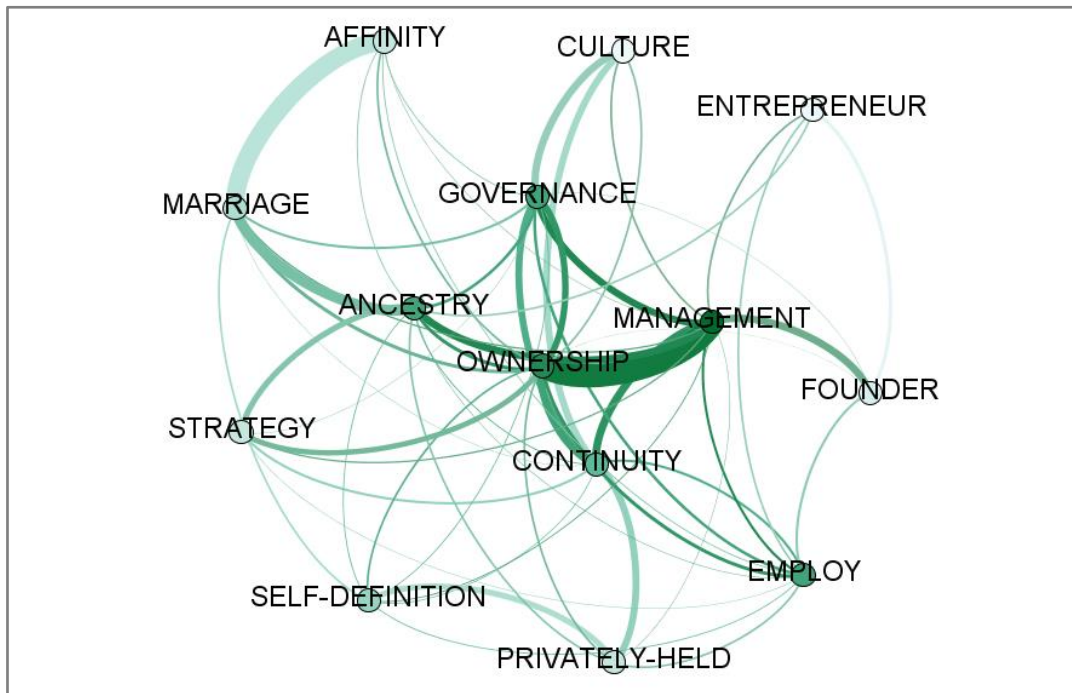 AFFINITY
CULTURE
ENTREPRENEUR
GOVERNANCE
MARRIAGE
ANCESTRY
MANAGEMENT
OWNERSHIP
FOUNDER
STRATEGY
CONTINUITY
EMPLOY
SELF-DEFINITION
PRIVATELY-HELD